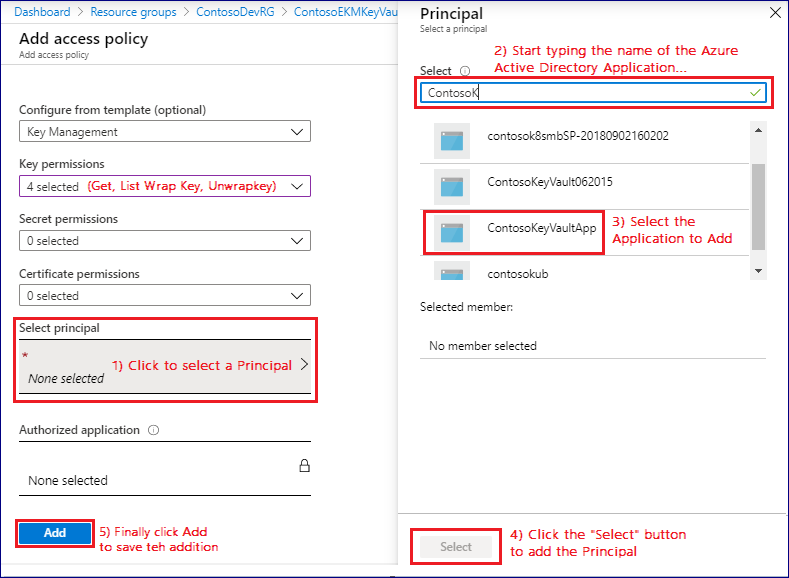 Dashboard > Resource groups > ContosoDevRG > ContosoEKMKeyVau
Add access policy
Add access policy
Configure from template (optional)
Key Management
Key permissions
4 selected (Get, List Wrap Key, Unwrapkey)
Secret permissions
0 selected
Certificate permissions
0 selected
Select principal
*
None selected
1) Click to select a Principal
Authorized application
None selected
Add
5) Finally click Add
to save teh addition
Principal
Select a principal
2) Start typing the name of the Azure
Active Directory Application...
Select
ContosoK
contosok8smbSP-20180902160202
ContosoKeyVault062015
ContosoKeyVaultApp
3) Select the
Application to Add
contosokub
Selected member:
No member selected
Select
4) Click the "Select" button
to add the Principal